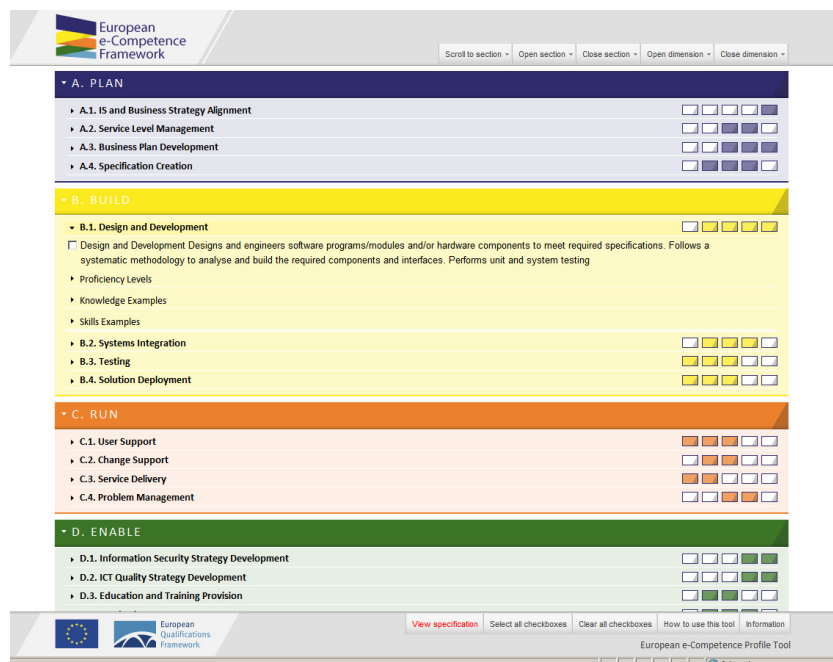 European
e-Competence
Framework
Scroll to section Open section Close section Open dimension Close dimension
A. PLAN
A.1. IS and Business Strategy Alignment
A.2. Service Level Management
A.3. Business Plan Development
A.4. Specification Creation
B. BUILD
B.1. Design and Development
Design and Development Designs and engineers software programs/modules and/or hardware components to meet required specifications. Follows a
systematic methodology to analyse and build the required components and interfaces. Performs unit and system testing
Proficiency Levels
Knowledge Examples
Skills Examples
B.2. Systems Integration
B.3. Testing
B.4. Solution Deployment
C. RUN
C.1. User Support
C.2. Change Support
C.3. Service Delivery
C.4. Problem Management
D. ENABLE
D.1. Information Security Strategy Development
D.2. ICT Quality Strategy Development
D.3. Education and Training Provision
European
Qualifications
Framework
View specification Select all checkboxes Clear all checkboxes How to use this tool Information
European e-Competence Profile Tool